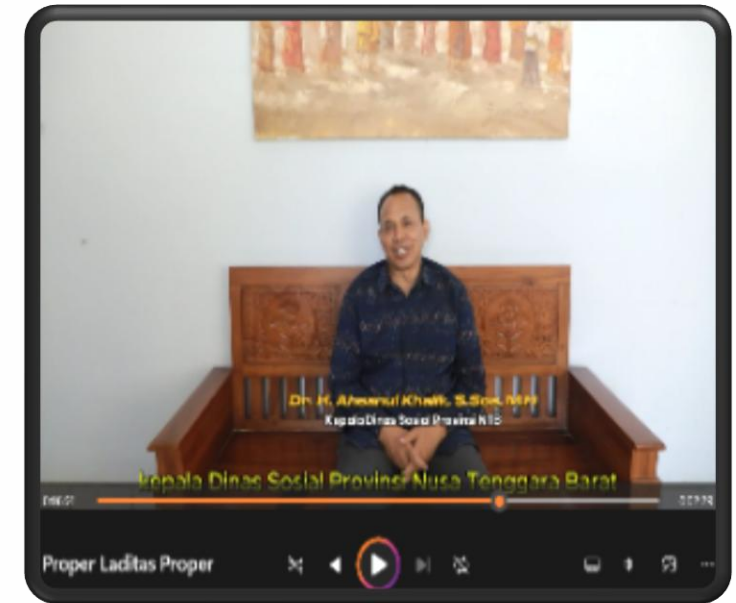 Dr. H. Ahsanul Khalik, S.Sos, MH
Kepala Dinas Sosial Provinsi NTB
kepala Dinas Sosial Provinsi Nusa Tenggara Barat
Proper Laditas Proper